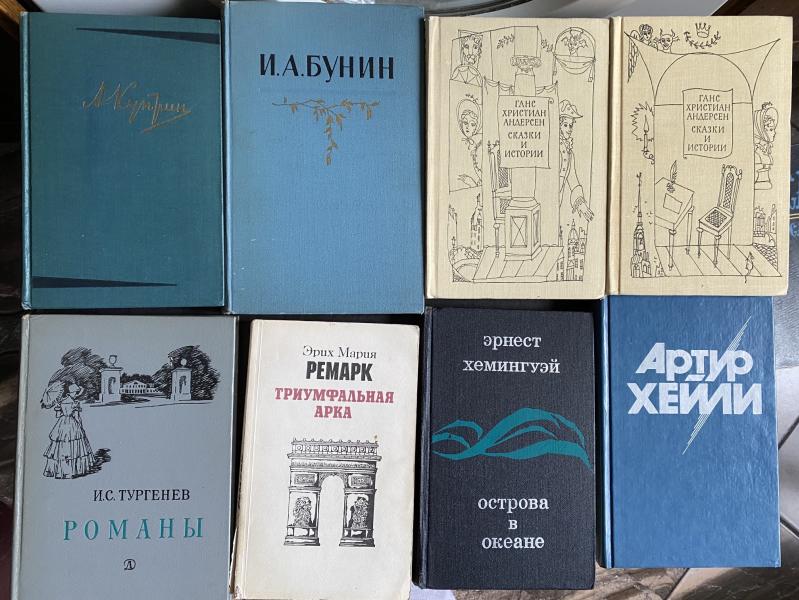 А. Куприн
И.А.БУНИН
ГАНС
ХРИСТИАН
АНДЕРСЕН
СКАЗКИ И
ИСТОРИИ
ГАНС
ХРИСТИАН
АНДЕРСЕН
СКАЗКИ И
ИСТОРИИ
И.С. ТУРГЕНЕВ
РОМАНЫ
Д
Эрих Мария
РЕМАРК
ТРИУМФАЛЬНАЯ
АРКА
эрнест
хемингуэй
острова
в
океане
Артур
ХЕЙЛИ